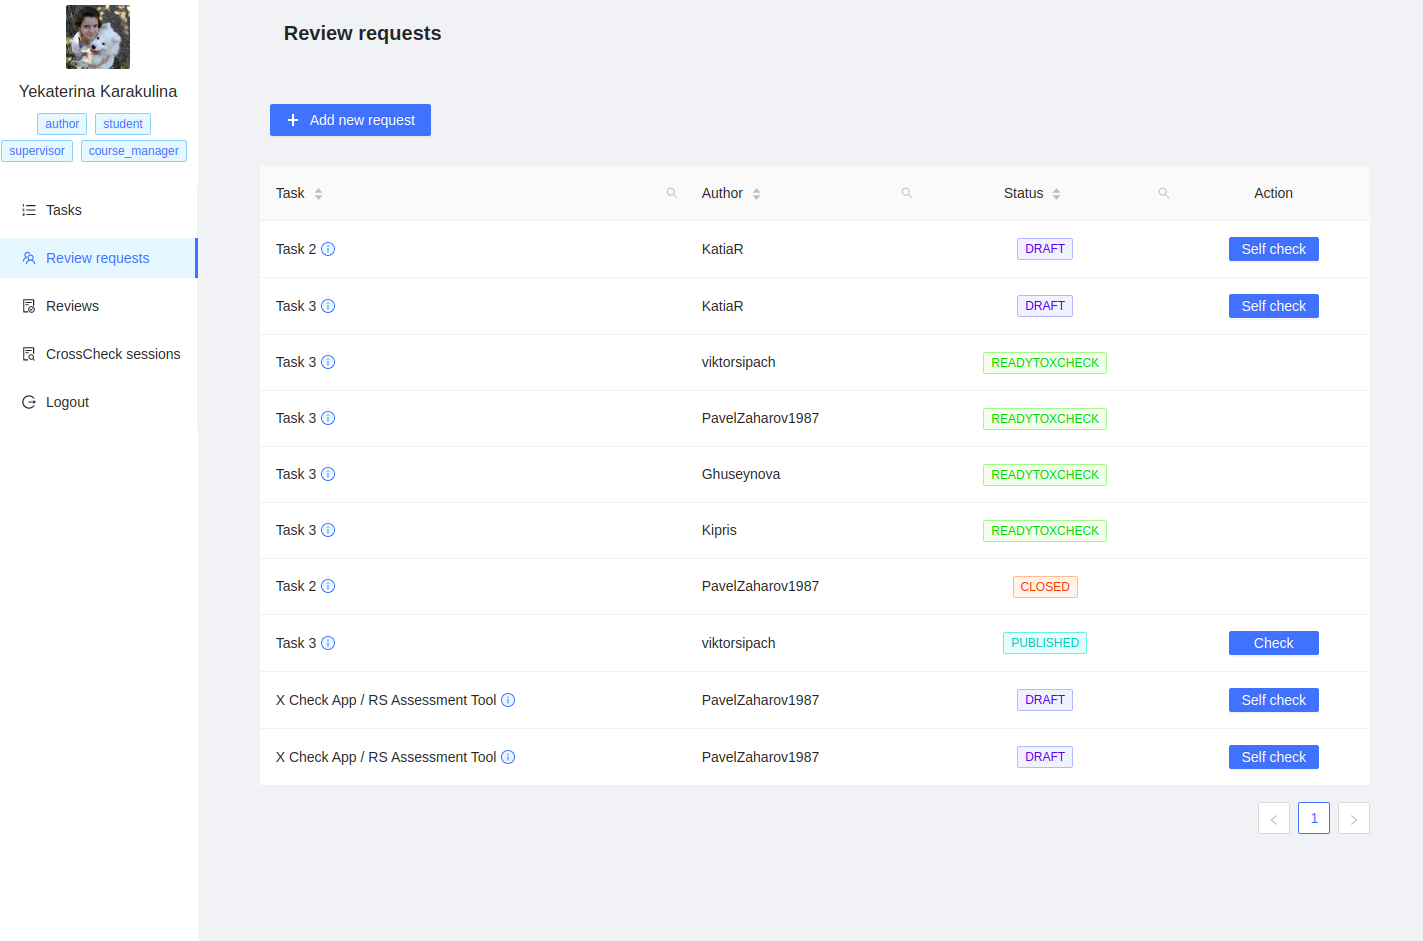 Yekaterina Karakulina
author student
supervisor course_manager
Tasks
Review requests
Reviews
CrossCheck sessions
Logout
Review requests
Add new request
Task Author Status Action
Task 2 KatiaR DRAFT Self check
Task 3 KatiaR DRAFT Self check
Task 3 viktorsipach READYTOXCHECK
Task 3 PavelZaharov1987 READYTOXCHECK
Task 3 Ghuseynova READYTOXCHECK
Task 3 Kipris READYTOXCHECK
Task 2 PavelZaharov1987 CLOSED
Task 3 viktorsipach PUBLISHED Check
X Check App / RS Assessment Tool PavelZaharov1987 DRAFT Self check
X Check App / RS Assessment Tool PavelZaharov1987 DRAFT Self check
1